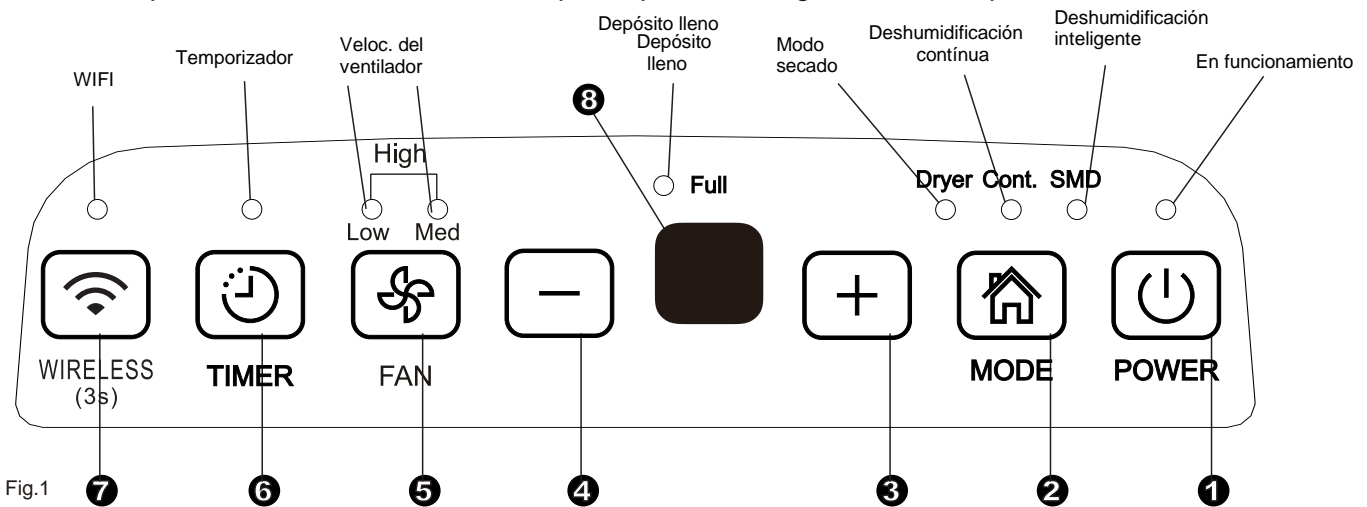 Depósito lleno
Depósito
lleno
Deshumidificación
inteligente
Deshumidificación
contínua
Modo
secado
En funcionamiento
Veloc. del
ventilador
Temporizador
WIFI
8
High
Full
Dryer Cont. SMD
Low Med
WIRELESS
(3s)
TIMER
FAN
MODE
POWER
Fig.1
7 6 5 4 3 2 1